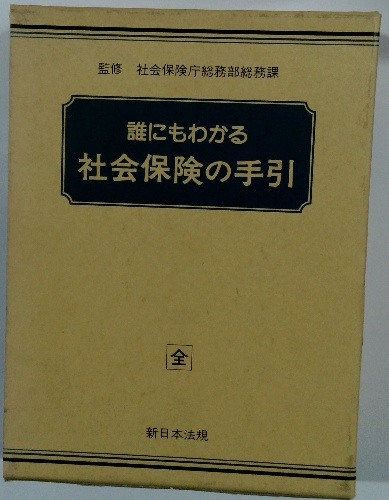 監修 社会保険庁総務部総務課
誰にもわかる
社会保険の手引
全
新日本法規